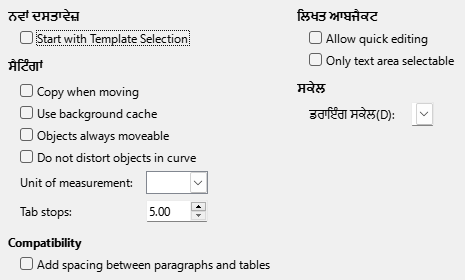 ਨਵਾਂ ਦਸਤਾਵੇਜ਼
Start with Template Selection
ਸੈਟਿੰਗਾਂ
Copy when moving
Use background cache
Objects always moveable
Do not distort objects in curve
Unit of measurement:
Tab stops: 5.00
Compatibility
Add spacing between paragraphs and tables
ਲਿਖਤ ਆਬਜੈਕਟ
Allow quick editing
Only text area selectable
ਸਕੇਲ
ਡਰਾਇੰਗ ਸਕੇਲ(D):